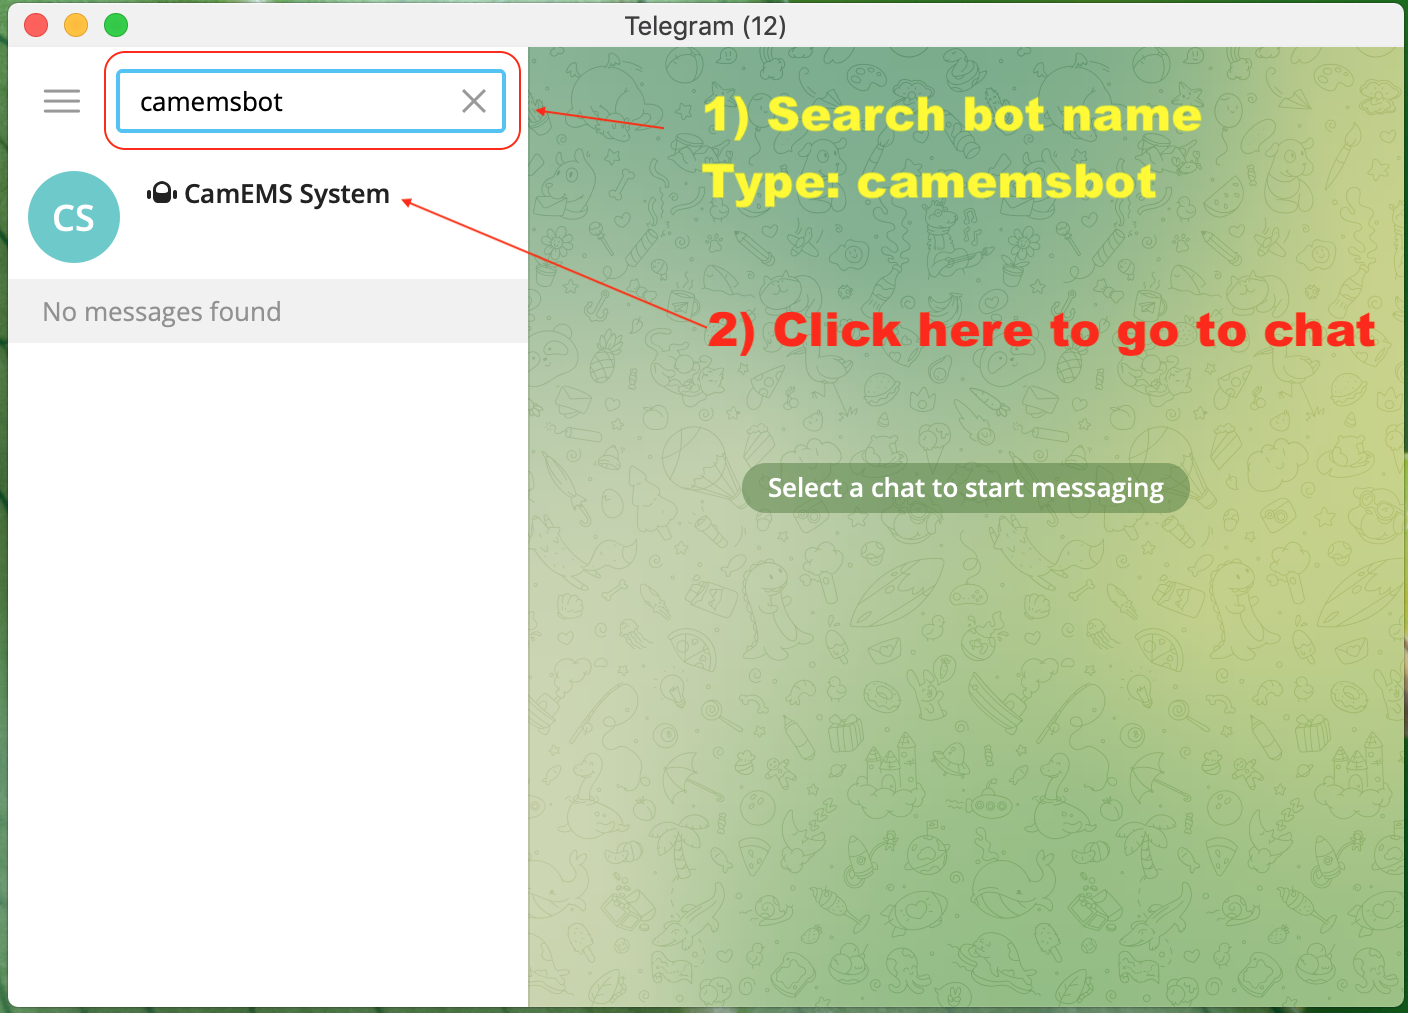 Telegram (12)
camemsbot
CS
CamEMS System
No messages found
1) Search bot name
Type: camemsbot
2) Click here to go to chat
Select a chat to start messaging